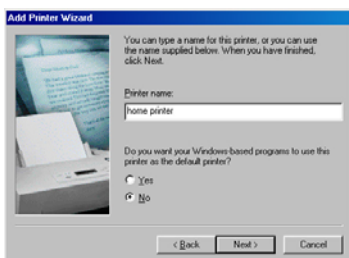 Add Printer Wizard
You can type a name for this printer, or you can use
the name supplied below. When you have finished,
click Next.
Printer name:
home printer
Do you want your Windows-based programs to use this
printer as the default printer?
Yes
No
< Back
Next >
Cancel